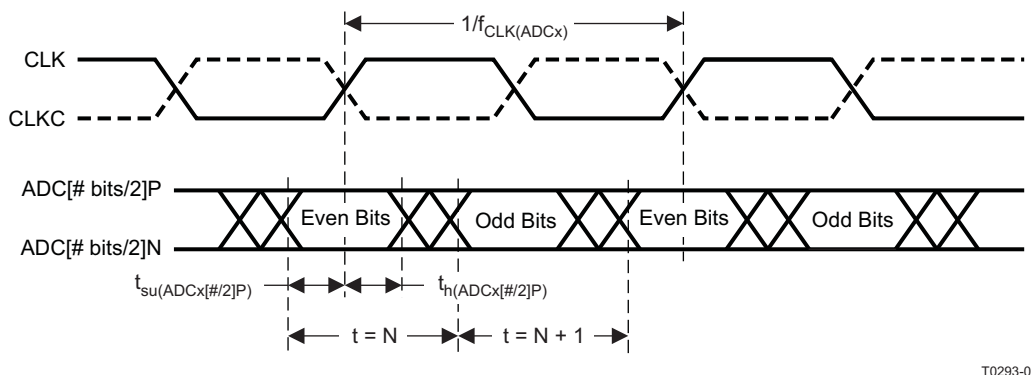 1/fCLK(ADCx)
CLK
CLKC
ADC[# bits/2]P
Even Bits Odd Bits Even Bits Odd Bits
ADC[# bits/2]N
tsu(ADCx[#/2]P) th(ADCx[#/2]P)
t = N t = N + 1
T0293-0